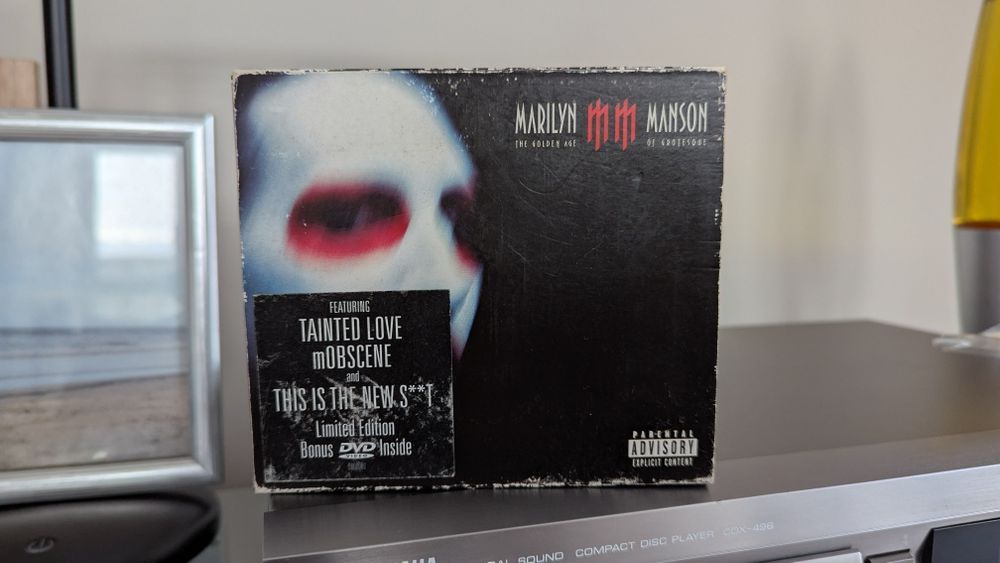 MARILYN MANSON
THE GOLDEN AGE OF GROTESQUE
FEATURING
TAINTED LOVE
mOBSCENE
and
THIS IS THE NEW S**T
Limited Edition
Bonus DVD Inside
VIDEO
PARENTAL
ADVISORY
EXPLICIT CONTENT
SOUND COMPACT DISC PLAYER CDX-496